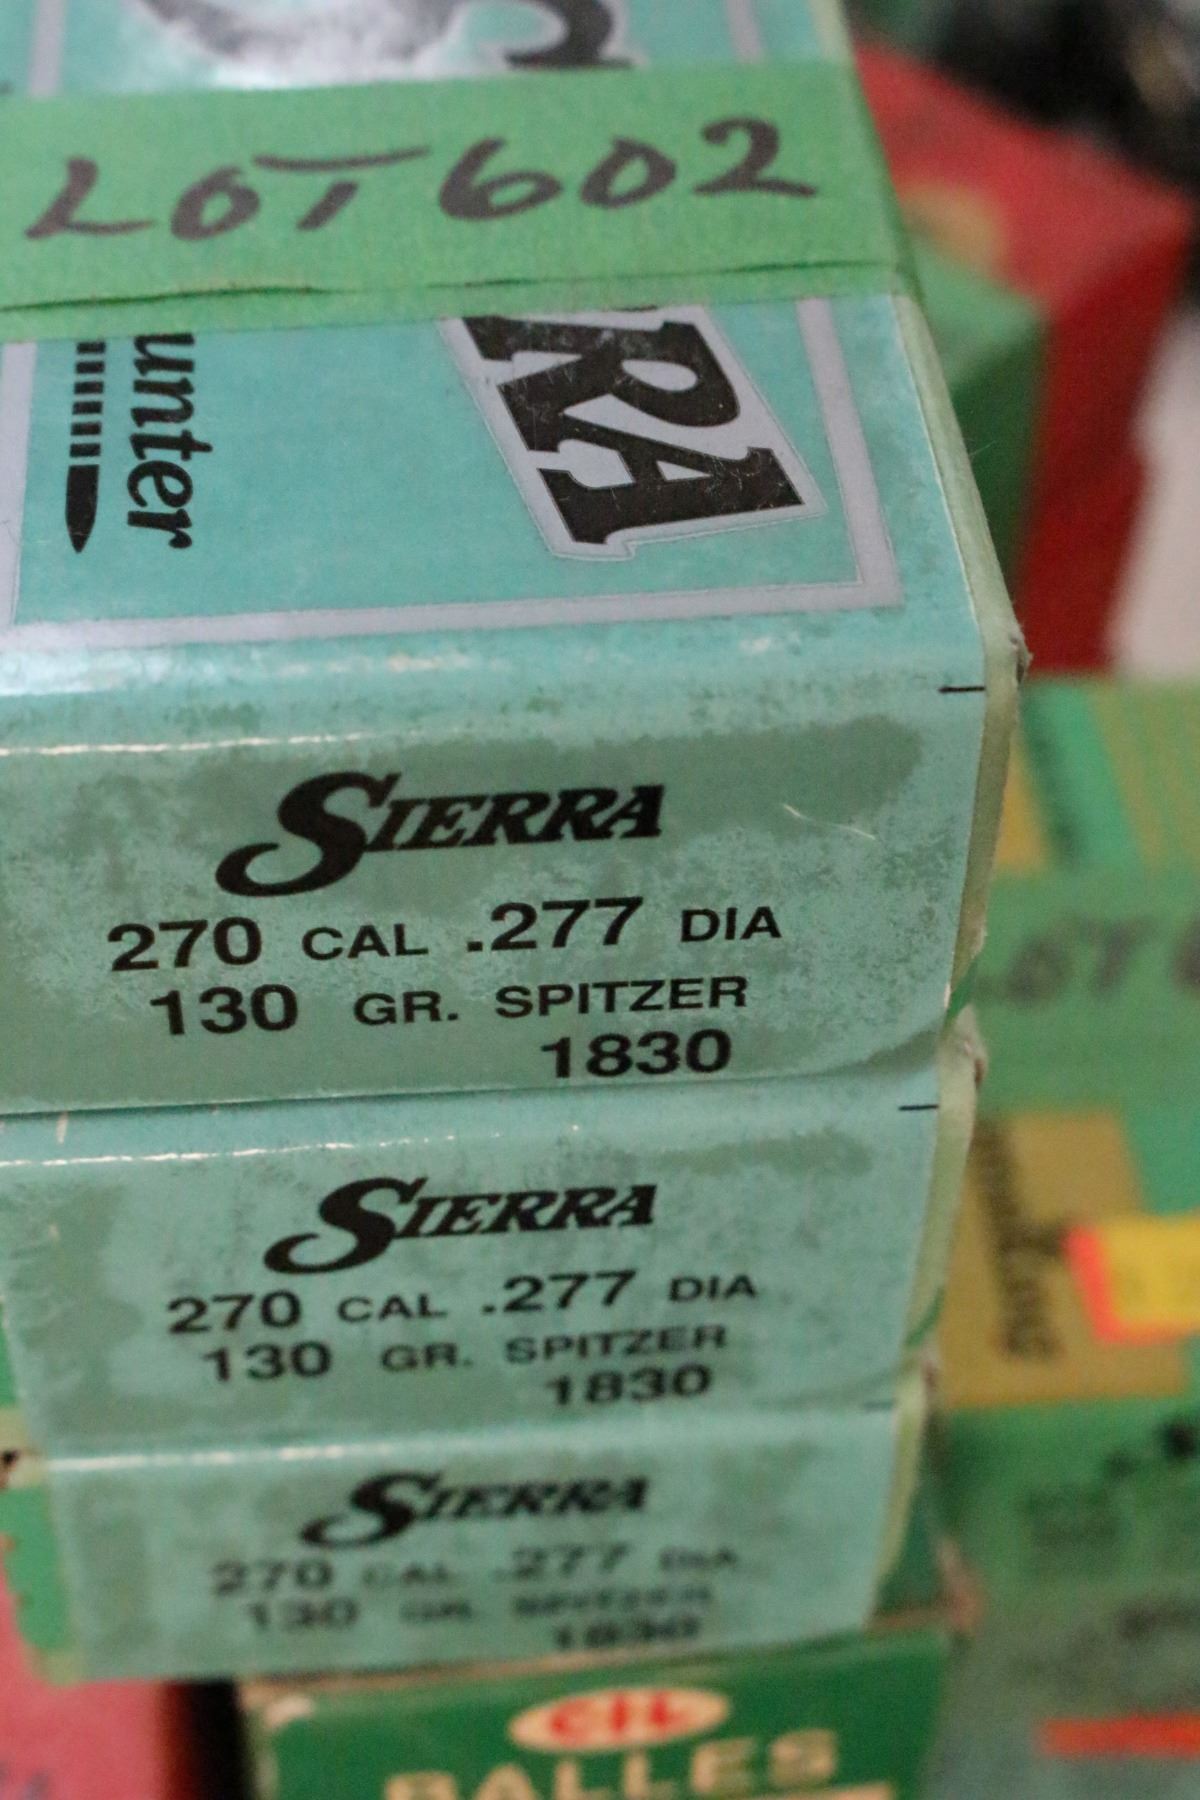 LOT 602
unter
RA
SIERRA
270 CAL .277 DIA
130 GR. SPITZER
1830
SIERRA
270 CAL .277 DIA
130 GR. SPITZER
1830
SIERRA
270 CAL .277 DIA
130 GR. SPITZER
1830
CIL
BALLES